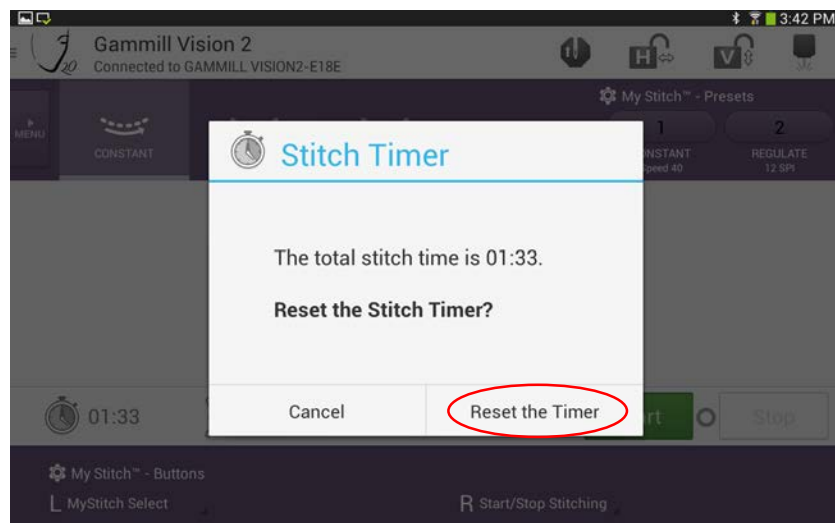 3:42 PM
Gammill Vision 2
20
Connected to GAMMILL VISION2-E18E
H
V
My Stitch™ - Presets
MENU
CONSTANT
1
2
NSTANT
REGULATE
Speed 40
12 SPI
Stitch Timer
The total stitch time is 01:33.
Reset the Stitch Timer?
Cancel
Reset the Timer
01:33
rt
Stop
My Stitch™ - Buttons
L MyStitch Select
R Start/Stop Stitching